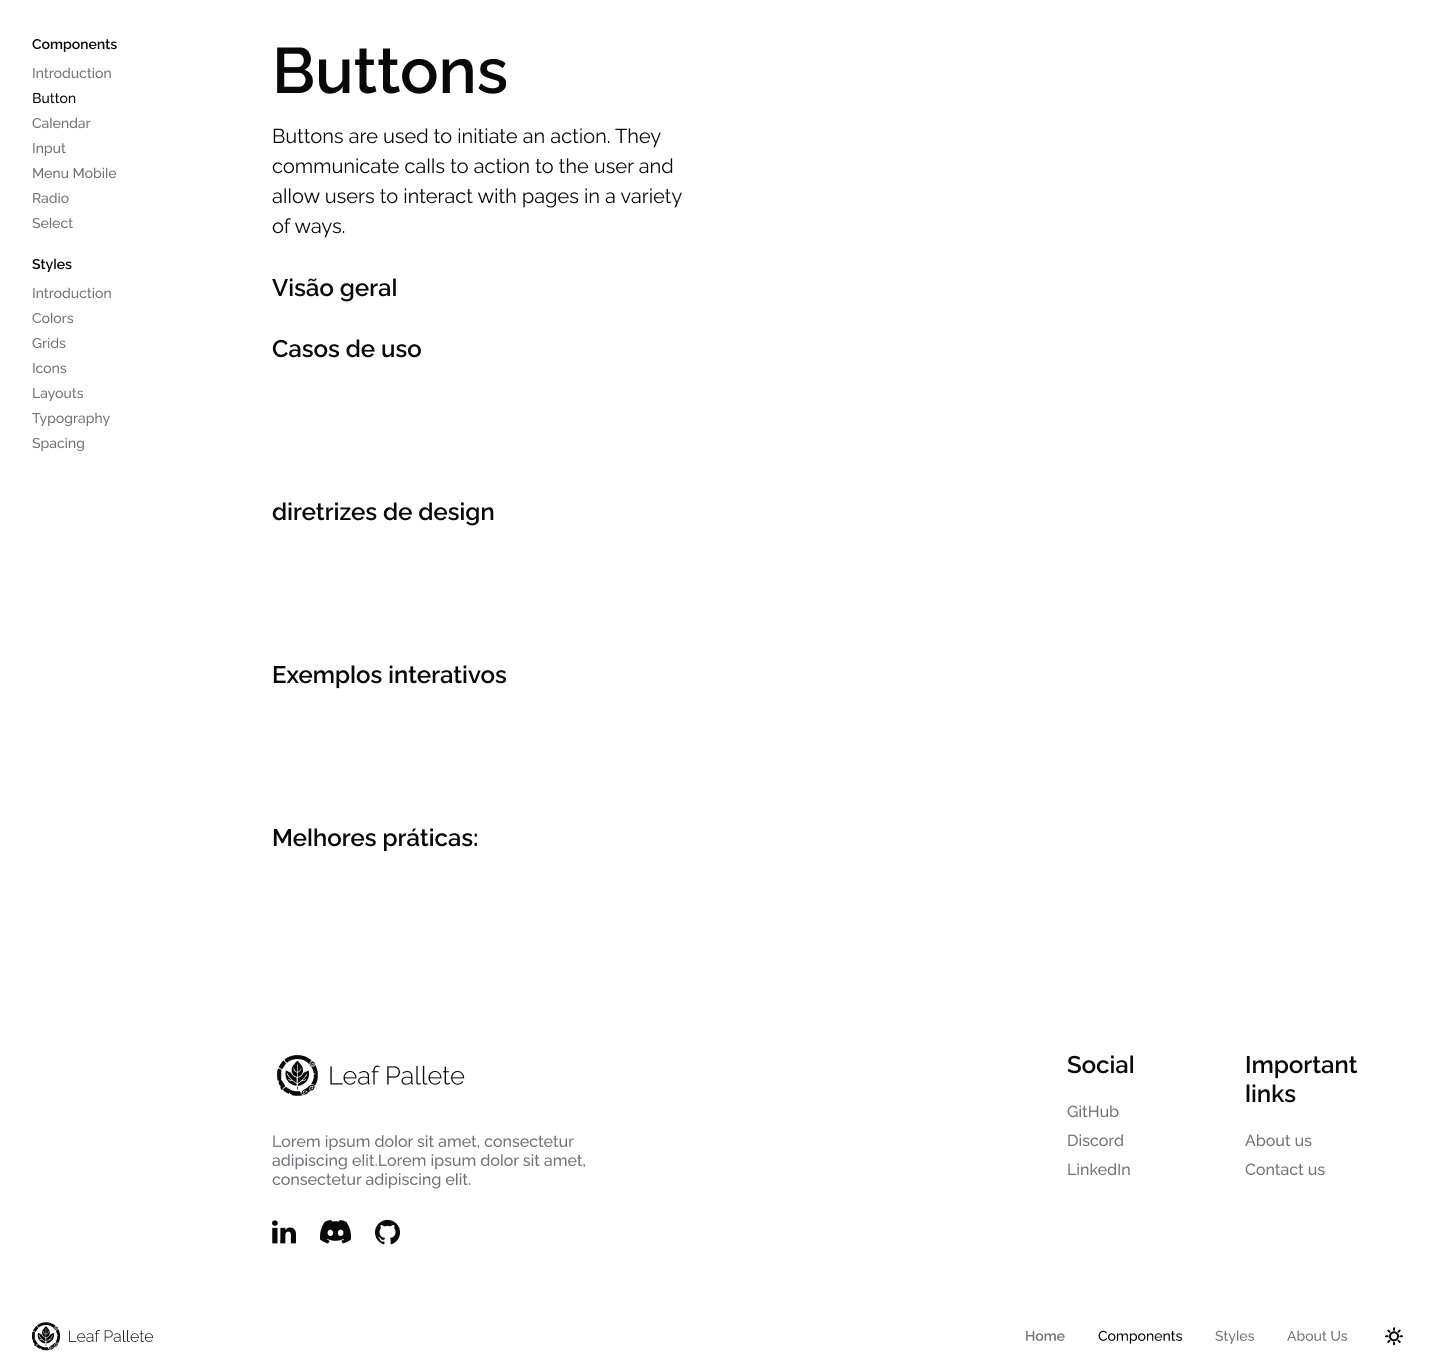 Components
Introduction
Button
Calendar
Input
Menu Mobile
Radio
Select
Styles
Introduction
Colors
Grids
Icons
Layouts
Typography
Spacing
Buttons
Buttons are used to initiate an action. They
communicate calls to action to the user and
allow users to interact with pages in a variety
of ways.
Visão geral
Casos de uso
diretrizes de design
Exemplos interativos
Melhores práticas:
Leaf Pallete
Lorem ipsum dolor sit amet, consectetur
adipiscing elit.Lorem ipsum dolor sit amet,
consectetur adipiscing elit.
in
Social
GitHub
Discord
LinkedIn
Important
links
About us
Contact us
Leaf Pallete
Home
Components
Styles
About Us